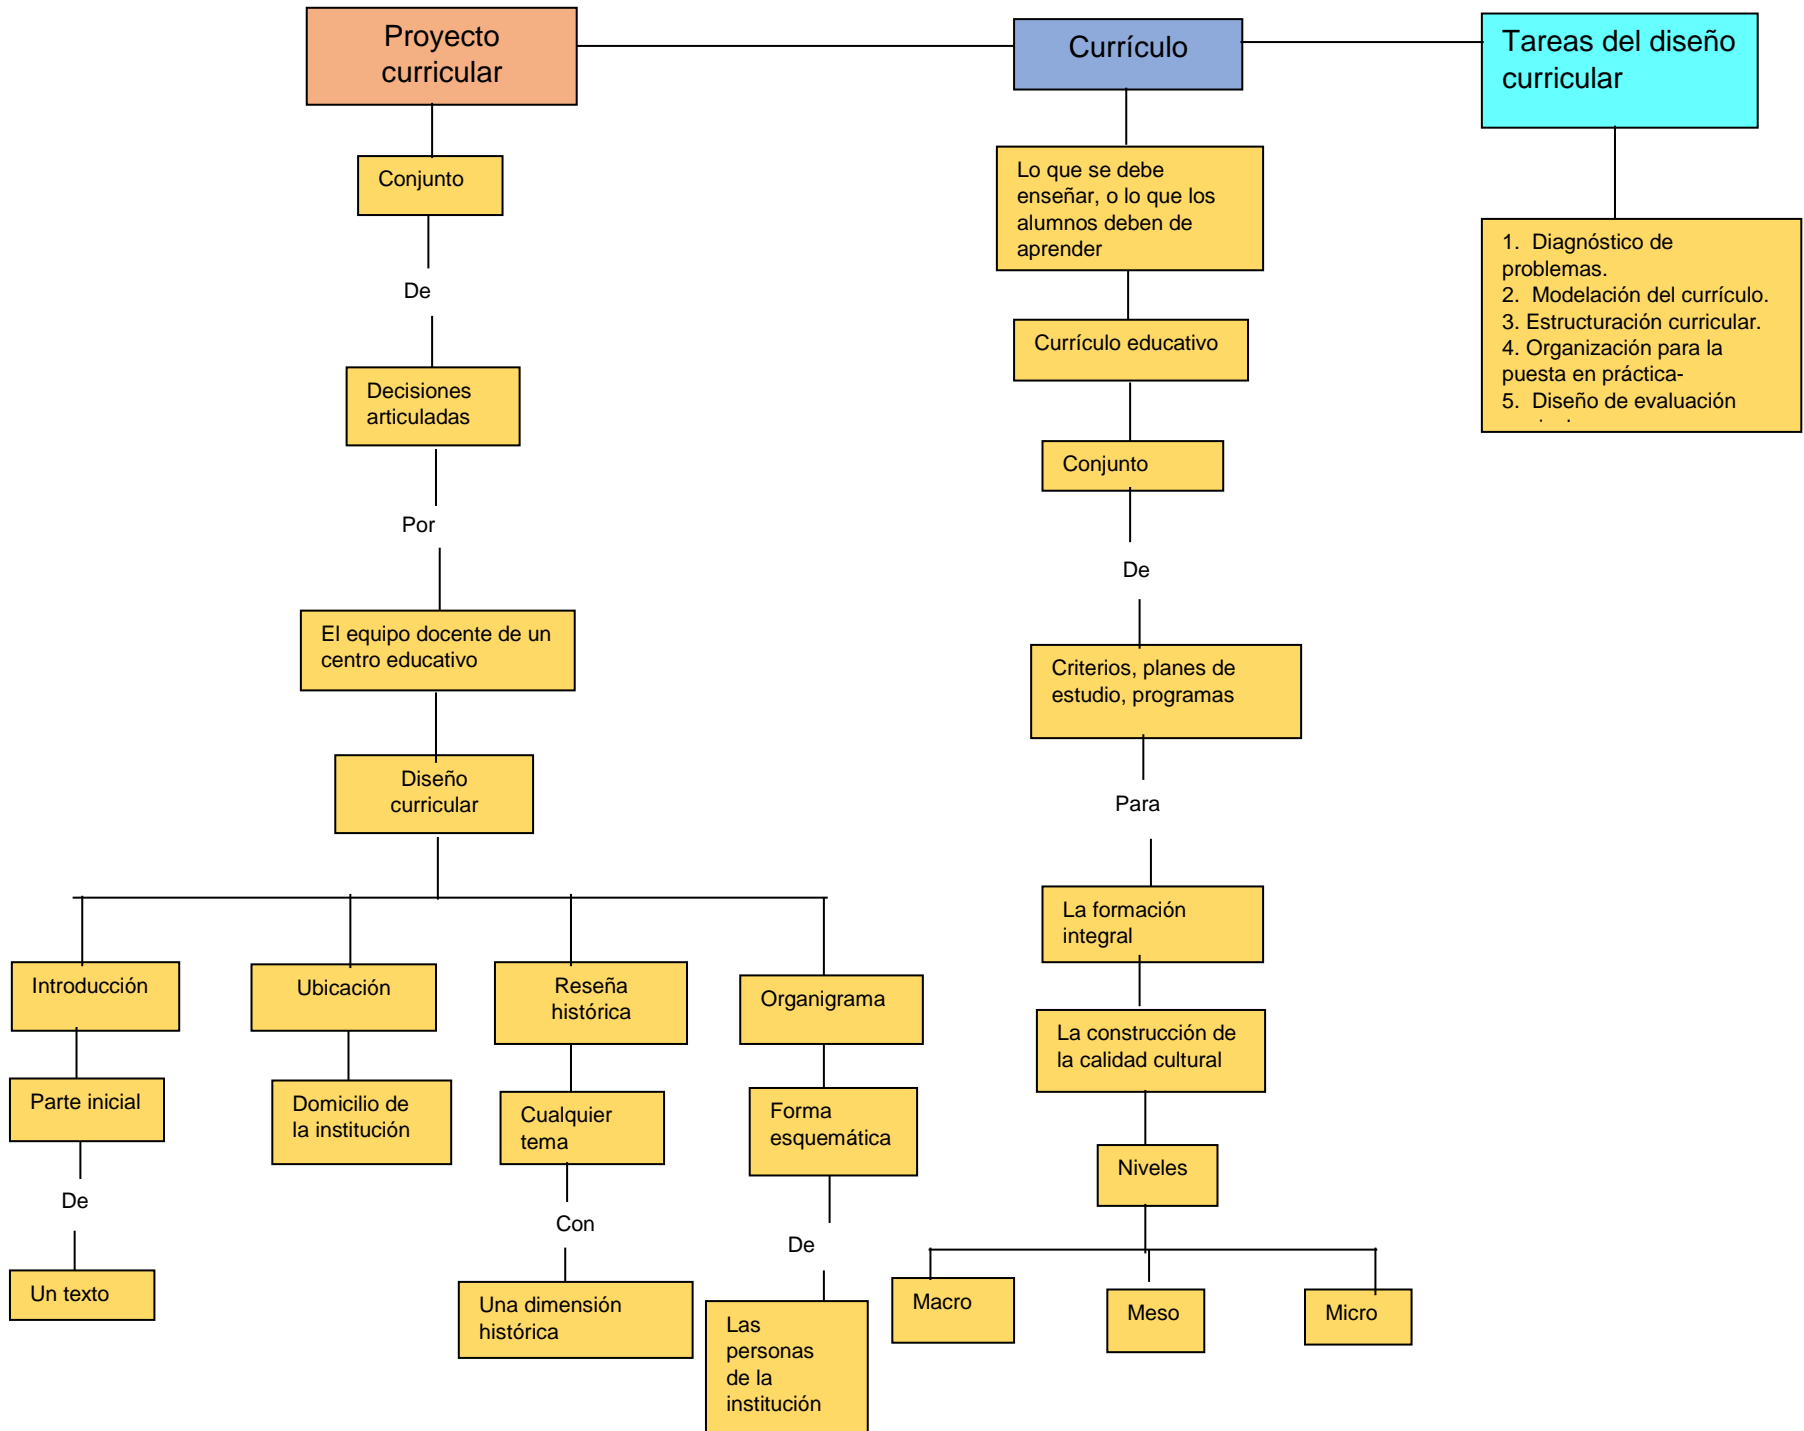 Proyecto
curricular
Currículo
Tareas del diseño
curricular
Conjunto
De
Decisiones
articuladas
Por
El equipo docente de un
centro educativo
Diseño
curricular
Introducción
Parte inicial
De
Un texto
Ubicación
Domicilio de
la institución
Reseña
histórica
Cualquier
tema
Con
Una dimensión
histórica
Organigrama
Forma
esquemática
De
Las
personas
de la
institución
Lo que se debe
enseñar, o lo que los
alumnos deben de
aprender
Currículo educativo
Conjunto
De
Criterios, planes de
estudio, programas
Para
La formación
integral
La construcción de
la calidad cultural
Niveles
Macro
Meso
Micro
1. Diagnóstico de
problemas.
2. Modelación del currículo.
3. Estructuración curricular.
4. Organización para la
puesta en práctica-
5. Diseño de evaluación